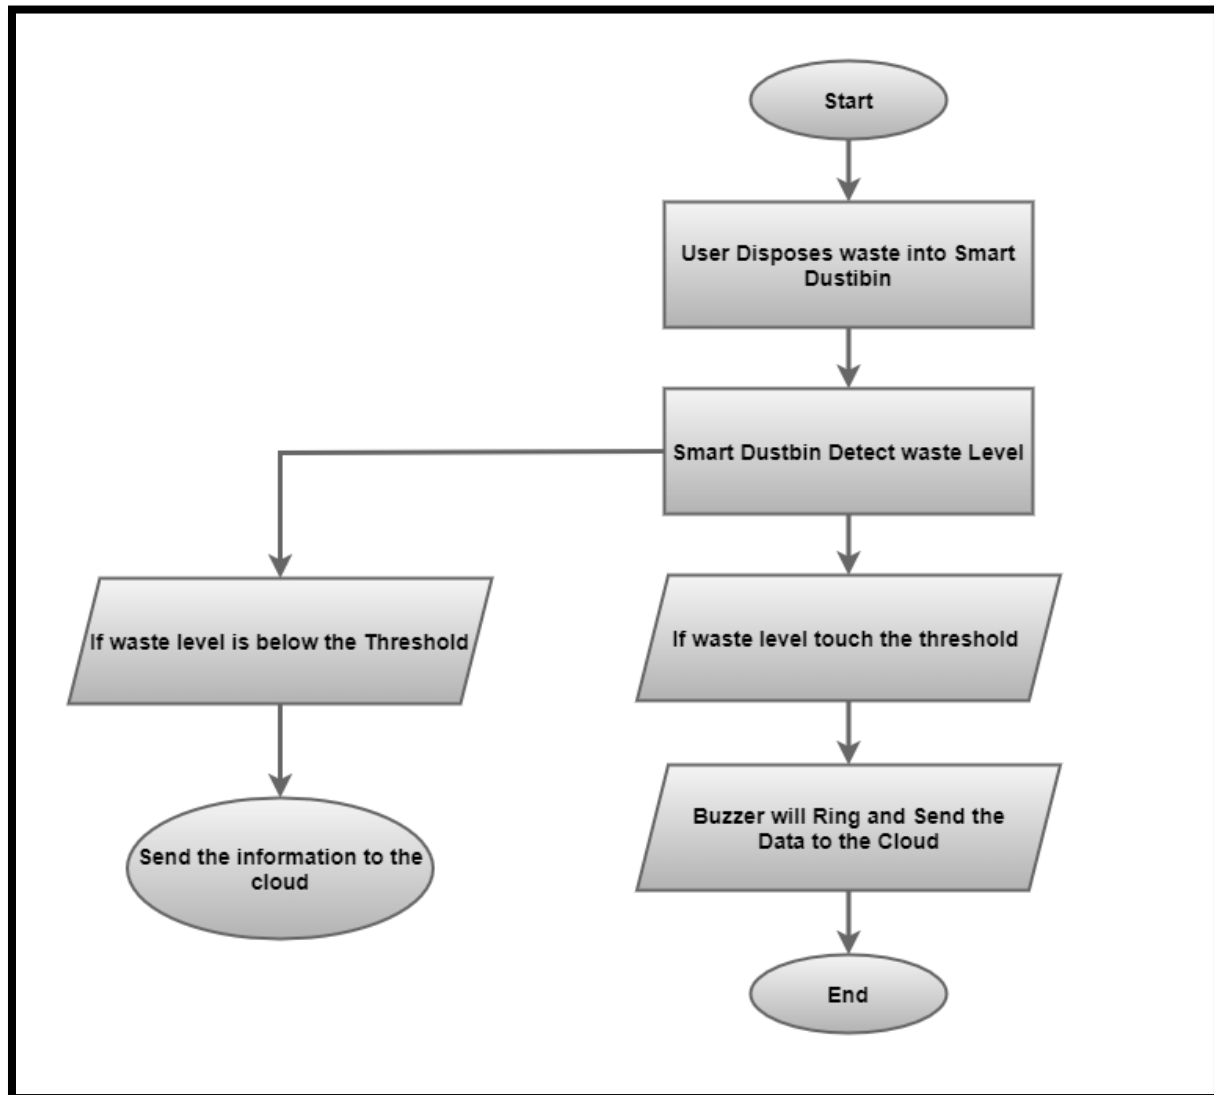 Start
User Disposes waste into Smart
Dustibin
Smart Dustbin Detect waste Level
If waste level is below the Threshold
If waste level touch the threshold
Send the information to the
cloud
Buzzer will Ring and Send the
Data to the Cloud
End